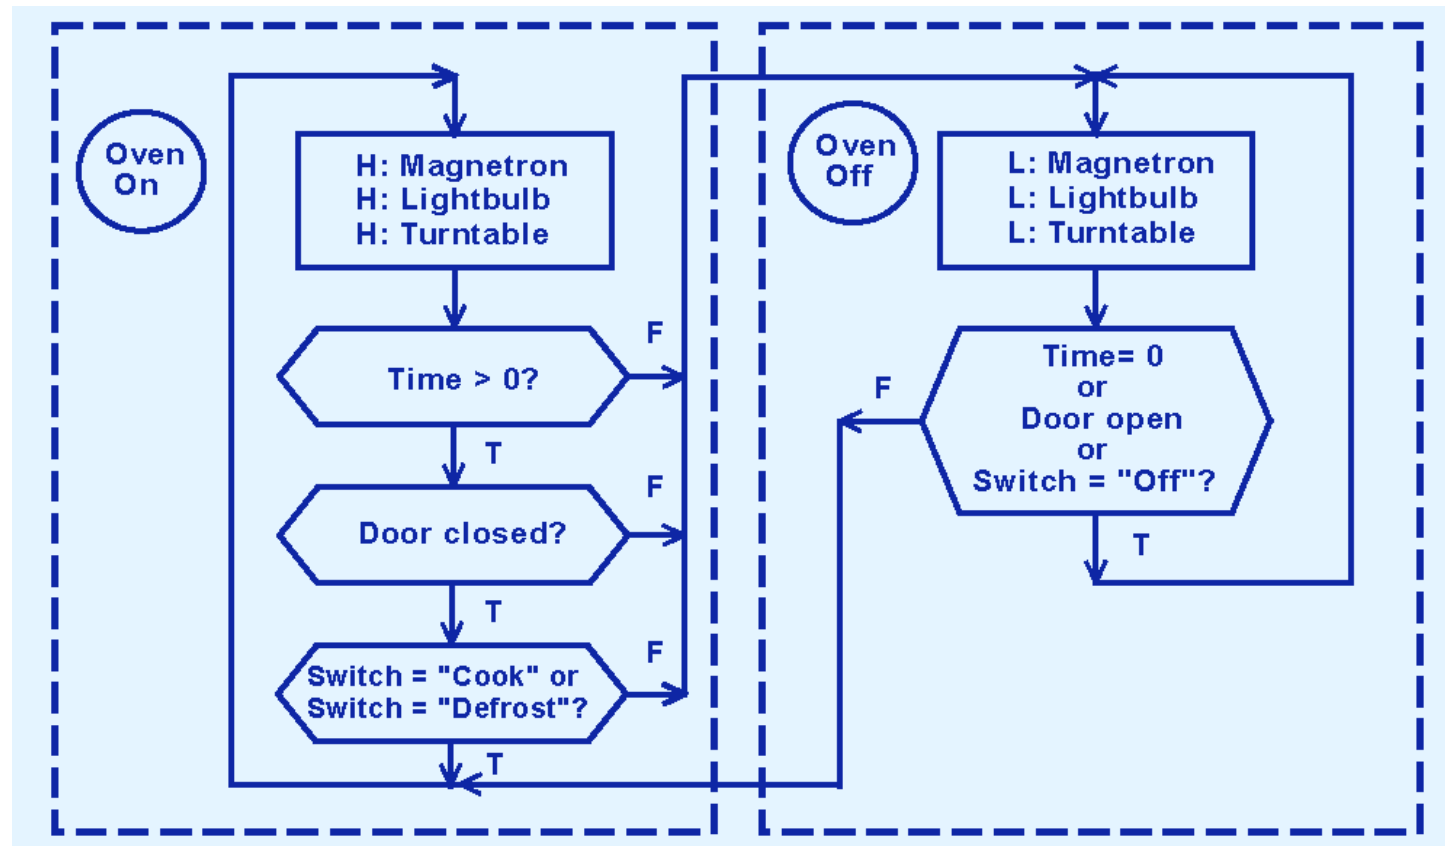 Oven
On
H: Magnetron
H: Lightbulb
H: Turntable
Time > 0?
F
T
Door closed?
F
T
Switch = "Cook" or
Switch = "Defrost"?
F
T
Oven
Off
L: Magnetron
L: Lightbulb
L: Turntable
Time= 0
or
Door open
or
Switch = "Off"?
F
T